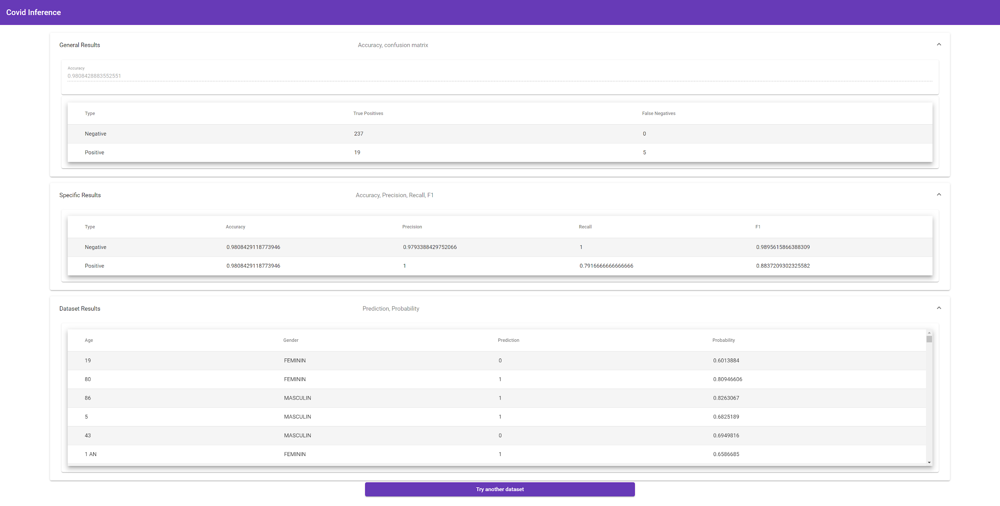 Covid Inference
General Results Accuracy, confusion matrix
Accuracy
0.9808428883552551
Type True Positives False Negatives
Negative 237 0
Positive 19 5
Specific Results Accuracy, Precision, Recall, F1
Type Accuracy Precision Recall F1
Negative 0.9808429118773946 0.9793388429752066 1 0.9895615866388309
Positive 0.9808429118773946 1 0.7916666666666666 0.8837209302325582
Dataset Results Prediction, Probability
Age Gender Prediction Probability
19 FEMININ 0 0.6013884
80 FEMININ 1 0.80946606
86 MASCULIN 1 0.8263067
5 MASCULIN 1 0.6825189
43 MASCULIN 0 0.6949816
1 AN FEMININ 1 0.6586685
Try another dataset